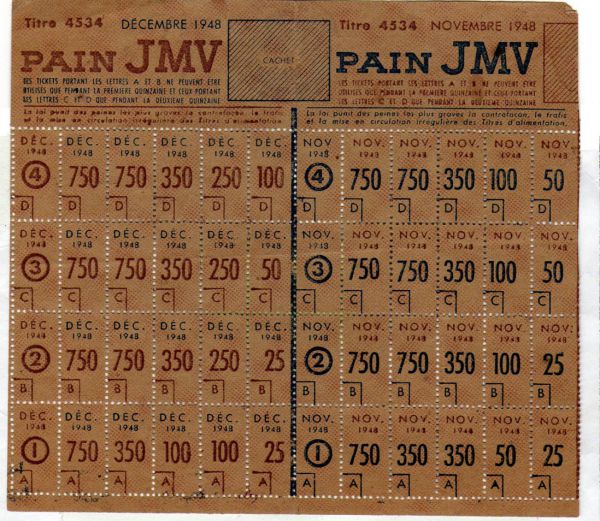 Titre 4534 DÉCEMBRE 1948
PAIN JMV
CACHET
LES TICKETS PORTANT LES LETTRES A ET B NE PEUVENT ÊTRE
UTILISÉS QUE PENDANT LA PREMIÈRE QUINZAINE ET CEUX PORTANT
LES LETTRES C ET D QUE PENDANT LA DEUXIÈME QUINZAINE
La loi punit des peines les plus graves la contrefaçon, le trafic
et la mise en circulation irrégulière des titres d'alimentation.
DÉC. DÉC. DÉC. DÉC. DÉC. DÉC.
1948 1948 1948 1948 1948 1948
4 750 750 350 250 100
D D D D D D
DÉC. DÉC. DÉC. DÉC. DÉC. DÉC.
1948 1948 1948 1948 1948 1948
3 750 750 350 250 50
C C C C C C
DÉC. DÉC. DÉC. DÉC. DÉC. DÉC.
1948 1948 1948 1948 1948 1948
2 750 750 350 250 25
B B B B B B
DÉC. DÉC. DÉC. DÉC. DÉC. DÉC.
1948 1948 1948 1948 1948 1948
1 750 350 100 100 25
A A A A A A
Titre 4534 NOVEMBRE 1948
PAIN JMV
LES TICKETS PORTANT LES LETTRES A ET B NE PEUVENT ÊTRE
UTILISÉS QUE PENDANT LA PREMIÈRE QUINZAINE ET CEUX PORTANT
LES LETTRES C ET D QUE PENDANT LA DEUXIÈME QUINZAINE
La loi punit des peines les plus graves la contrefaçon, le trafic
et la mise en circulation irrégulière des titres d'alimentation.
NOV. NOV. NOV. NOV. NOV. NOV.
1948 1948 1948 1948 1948 1948
4 750 750 350 100 50
D D D D D D
NOV. NOV. NOV. NOV. NOV. NOV.
1948 1948 1948 1948 1948 1948
3 750 750 350 100 50
C C C C C C
NOV. NOV. NOV. NOV. NOV. NOV.
1948 1948 1948 1948 1948 1948
2 750 750 350 100 25
B B B B B B
NOV. NOV. NOV. NOV. NOV. NOV.
1948 1948 1948 1948 1948 1948
1 750 350 350 50 25
A A A A A A